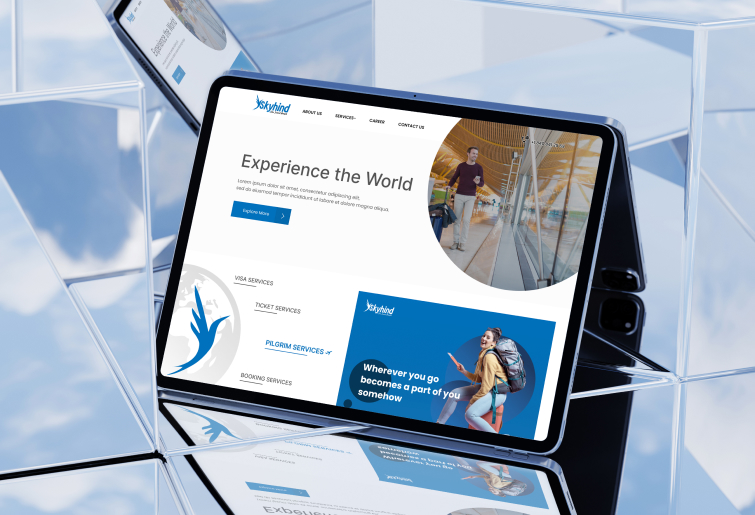 Skyhind
ABOUT US
SERVICES
CAREER
CONTACT US
Experience the World
Lorem ipsum dolor sit amet, consectetur adipiscing elit,
sed do eiusmod tempor incididunt ut labore et dolore magna aliqua.
Explore More
VISA SERVICES
TICKET SERVICES
PILGRIM SERVICES
BOOKING SERVICES
Skyhind
Wherever you go
becomes a part of you
somehow